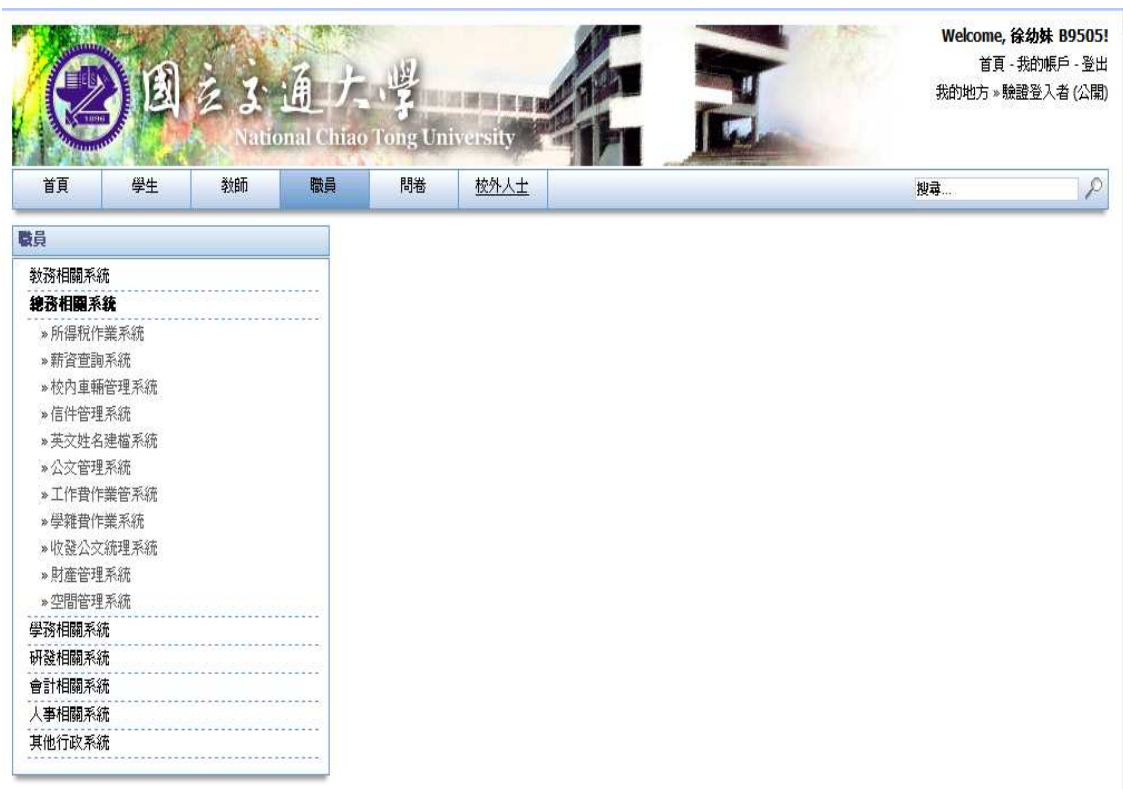 Welcome, 徐幼妹 B9505!
首頁 - 我的帳戶 - 登出
我的地方 » 驗證登入者 (公開)
國立交通大學
National Chiao Tong University
1896
首頁 學生 教師 職員 問卷 校外人士 搜尋...
職員
教務相關系統
總務相關系統
» 所得稅作業系統
» 薪資查詢系統
» 校內車輛管理系統
» 信件管理系統
» 英文姓名建檔系統
» 公文管理系統
» 工作費作業管系統
» 學雜費作業系統
» 收發公文統理系統
» 財產管理系統
» 空間管理系統
學務相關系統
研發相關系統
會計相關系統
人事相關系統
其他行政系統